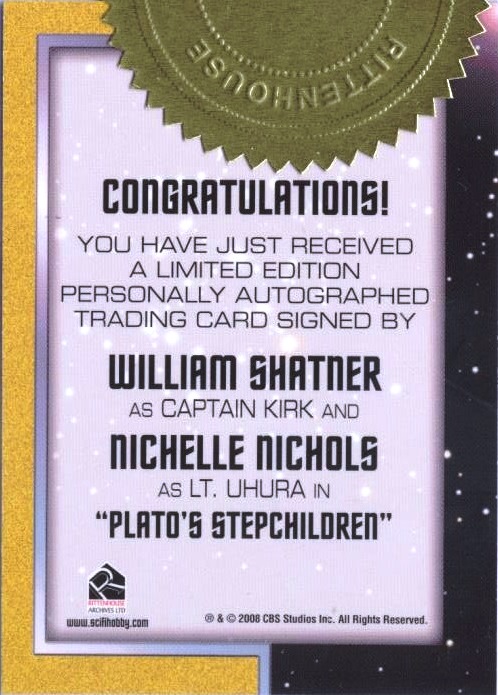 RITTENHOUSE
CONGRATULATIONS!
YOU HAVE JUST RECEIVED
A LIMITED EDITION
PERSONALLY AUTOGRAPHED
TRADING CARD SIGNED BY
WILLIAM SHATNER
AS CAPTAIN KIRK AND
NICHELLE NICHOLS
AS LT. UHURA IN
“PLATO’S STEPCHILDREN”
RITTENHOUSE
ARCHIVES LTD
www.scifihobby.com
® & © 2008 CBS Studios Inc. All Rights Reserved.